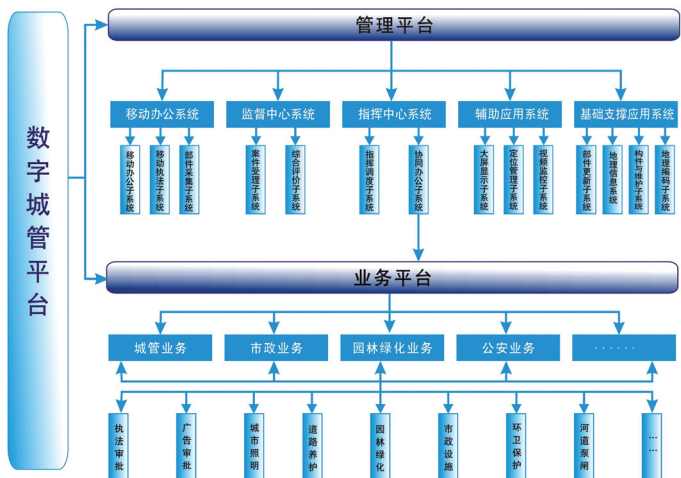 数字城管平台
管理平台
移动办公系统
监督中心系统
指挥中心系统
辅助应用系统
基础支撑应用系统
移动办公子系统
移动执法子系统
部件采集子系统
案件受理子系统
综合评价子系统
指挥调度子系统
协同办公子系统
大屏显示子系统
定位管理子系统
视频监控子系统
部件更新子系统
地理信息系统
构件与维护子系统
地理编码子系统
业务平台
城管业务
市政业务
园林绿化业务
公安业务
······
执法审批
广告审批
城市照明
道路养护
园林绿化
市政设施
环卫保护
河道泵闸
……